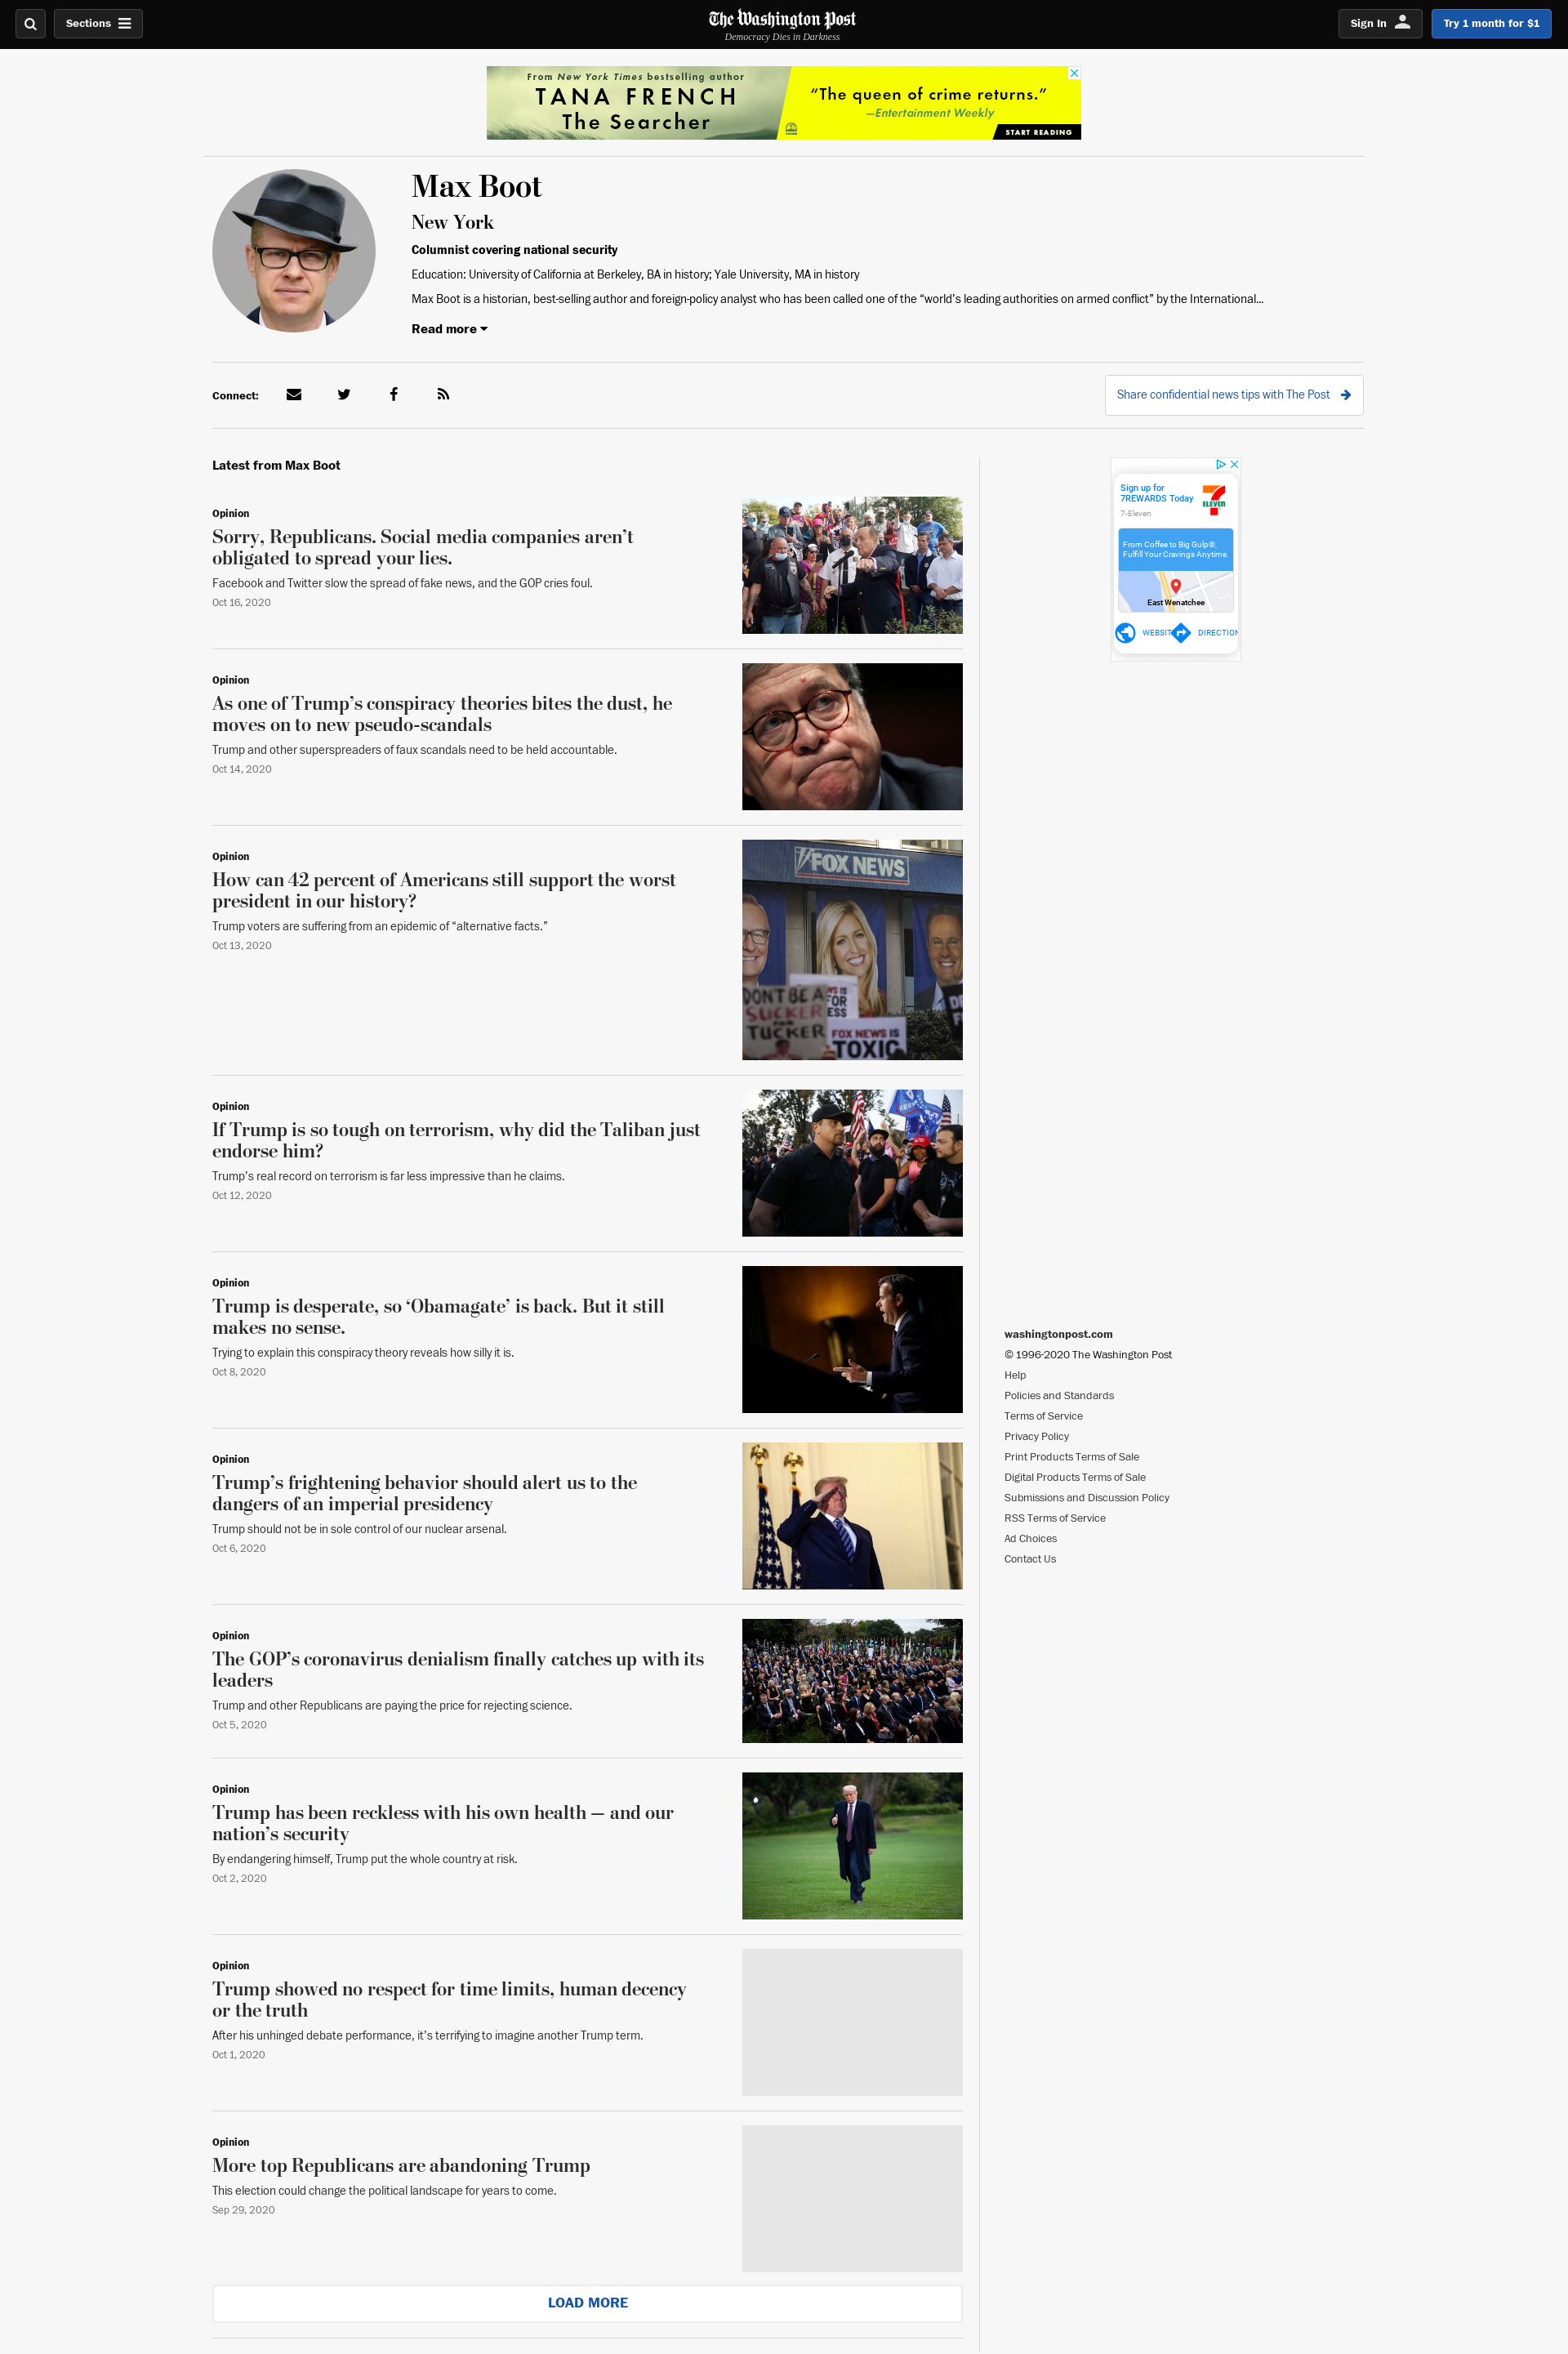 Sections
The Washington Post
Democracy Dies in Darkness
Sign In
Try 1 month for $1
From New York Times bestselling author
TANA FRENCH
The Searcher
“The queen of crime returns.”
—Entertainment Weekly
START READING
Max Boot
New York
Columnist covering national security
Education: University of California at Berkeley, BA in history; Yale University, MA in history
Max Boot is a historian, best-selling author and foreign-policy analyst who has been called one of the “world’s leading authorities on armed conflict” by the International...
Read more
Connect:
Share confidential news tips with The Post
Latest from Max Boot
Opinion
Sorry, Republicans. Social media companies aren’t
obligated to spread your lies.
Facebook and Twitter slow the spread of fake news, and the GOP cries foul.
Oct 16, 2020
Sign up for
7REWARDS Today
7-Eleven
ELEVEN
From Coffee to Big Gulp®,
Fulfill Your Cravings Anytime.
East Wenatchee
WEBSIT
DIRECTION
Opinion
As one of Trump’s conspiracy theories bites the dust, he
moves on to new pseudo-scandals
Trump and other superspreaders of faux scandals need to be held accountable.
Oct 14, 2020
Opinion
How can 42 percent of Americans still support the worst
president in our history?
Trump voters are suffering from an epidemic of “alternative facts.”
Oct 13, 2020
FOX NEWS
DONT BE A
SUCKER
FOR
TUCKER
FOX NEWS IS
TOXIC
Opinion
If Trump is so tough on terrorism, why did the Taliban just
endorse him?
Trump’s real record on terrorism is far less impressive than he claims.
Oct 12, 2020
Opinion
Trump is desperate, so ‘Obamagate’ is back. But it still
makes no sense.
Trying to explain this conspiracy theory reveals how silly it is.
Oct 8, 2020
washingtonpost.com
© 1996-2020 The Washington Post
Help
Policies and Standards
Terms of Service
Privacy Policy
Print Products Terms of Sale
Digital Products Terms of Sale
Submissions and Discussion Policy
RSS Terms of Service
Ad Choices
Contact Us
Opinion
Trump’s frightening behavior should alert us to the
dangers of an imperial presidency
Trump should not be in sole control of our nuclear arsenal.
Oct 6, 2020
Opinion
The GOP’s coronavirus denialism finally catches up with its
leaders
Trump and other Republicans are paying the price for rejecting science.
Oct 5, 2020
Opinion
Trump has been reckless with his own health — and our
nation’s security
By endangering himself, Trump put the whole country at risk.
Oct 2, 2020
Opinion
Trump showed no respect for time limits, human decency
or the truth
After his unhinged debate performance, it’s terrifying to imagine another Trump term.
Oct 1, 2020
Opinion
More top Republicans are abandoning Trump
This election could change the political landscape for years to come.
Sep 29, 2020
LOAD MORE